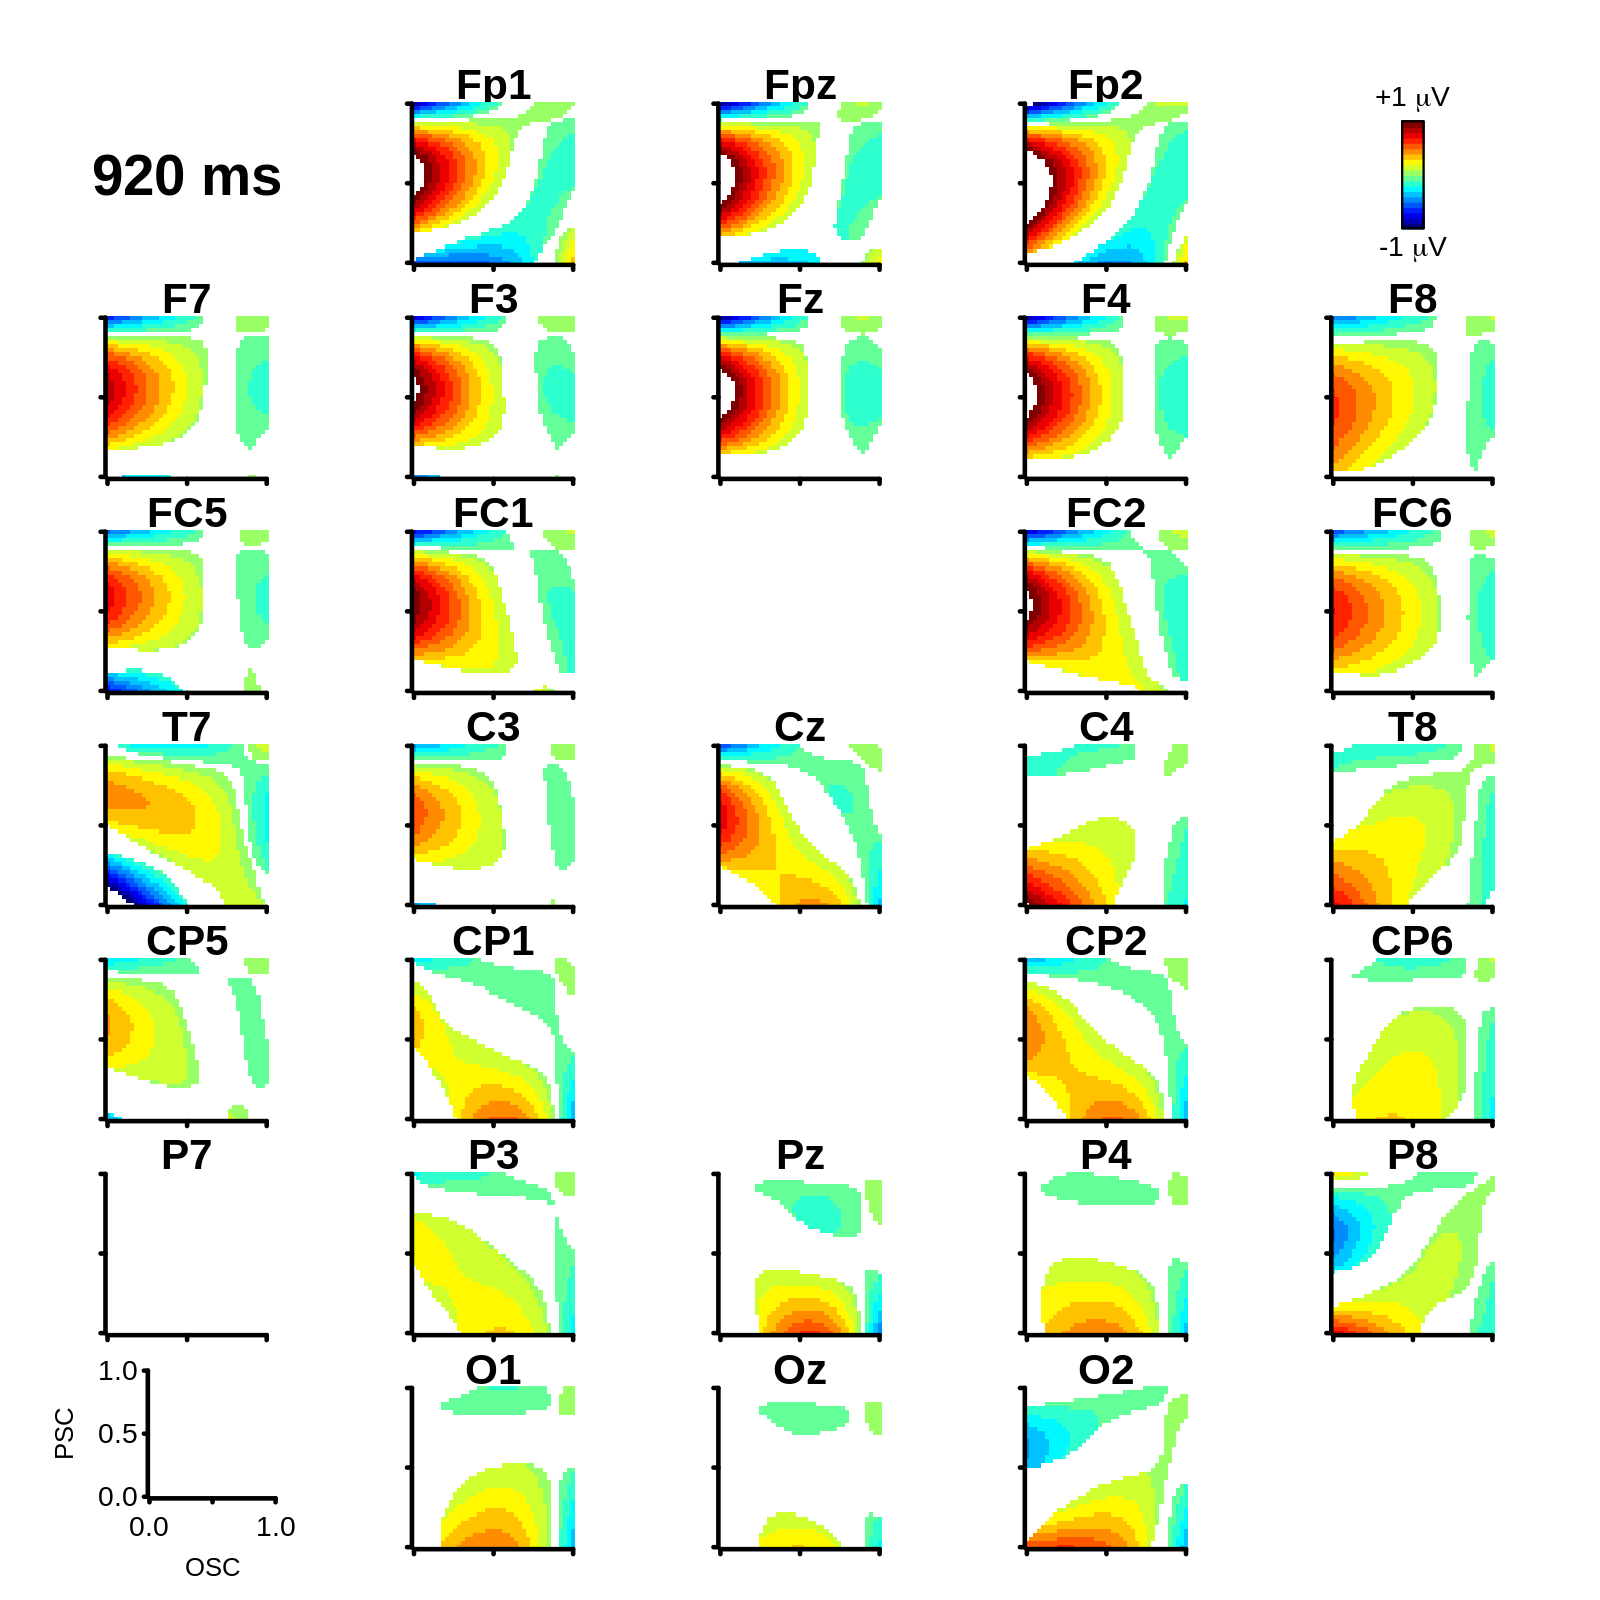 Fp1 Fpz Fp2
+1 μV
920 ms
-1 μV
F7 F3 Fz F4 F8
FC5 FC1 FC2 FC6
T7 C3 Cz C4 T8
CP5 CP1 CP2 CP6
P7 P3 Pz P4 P8
O1 Oz O2
1.0
PSC
0.5
0.0
0.0 1.0
OSC